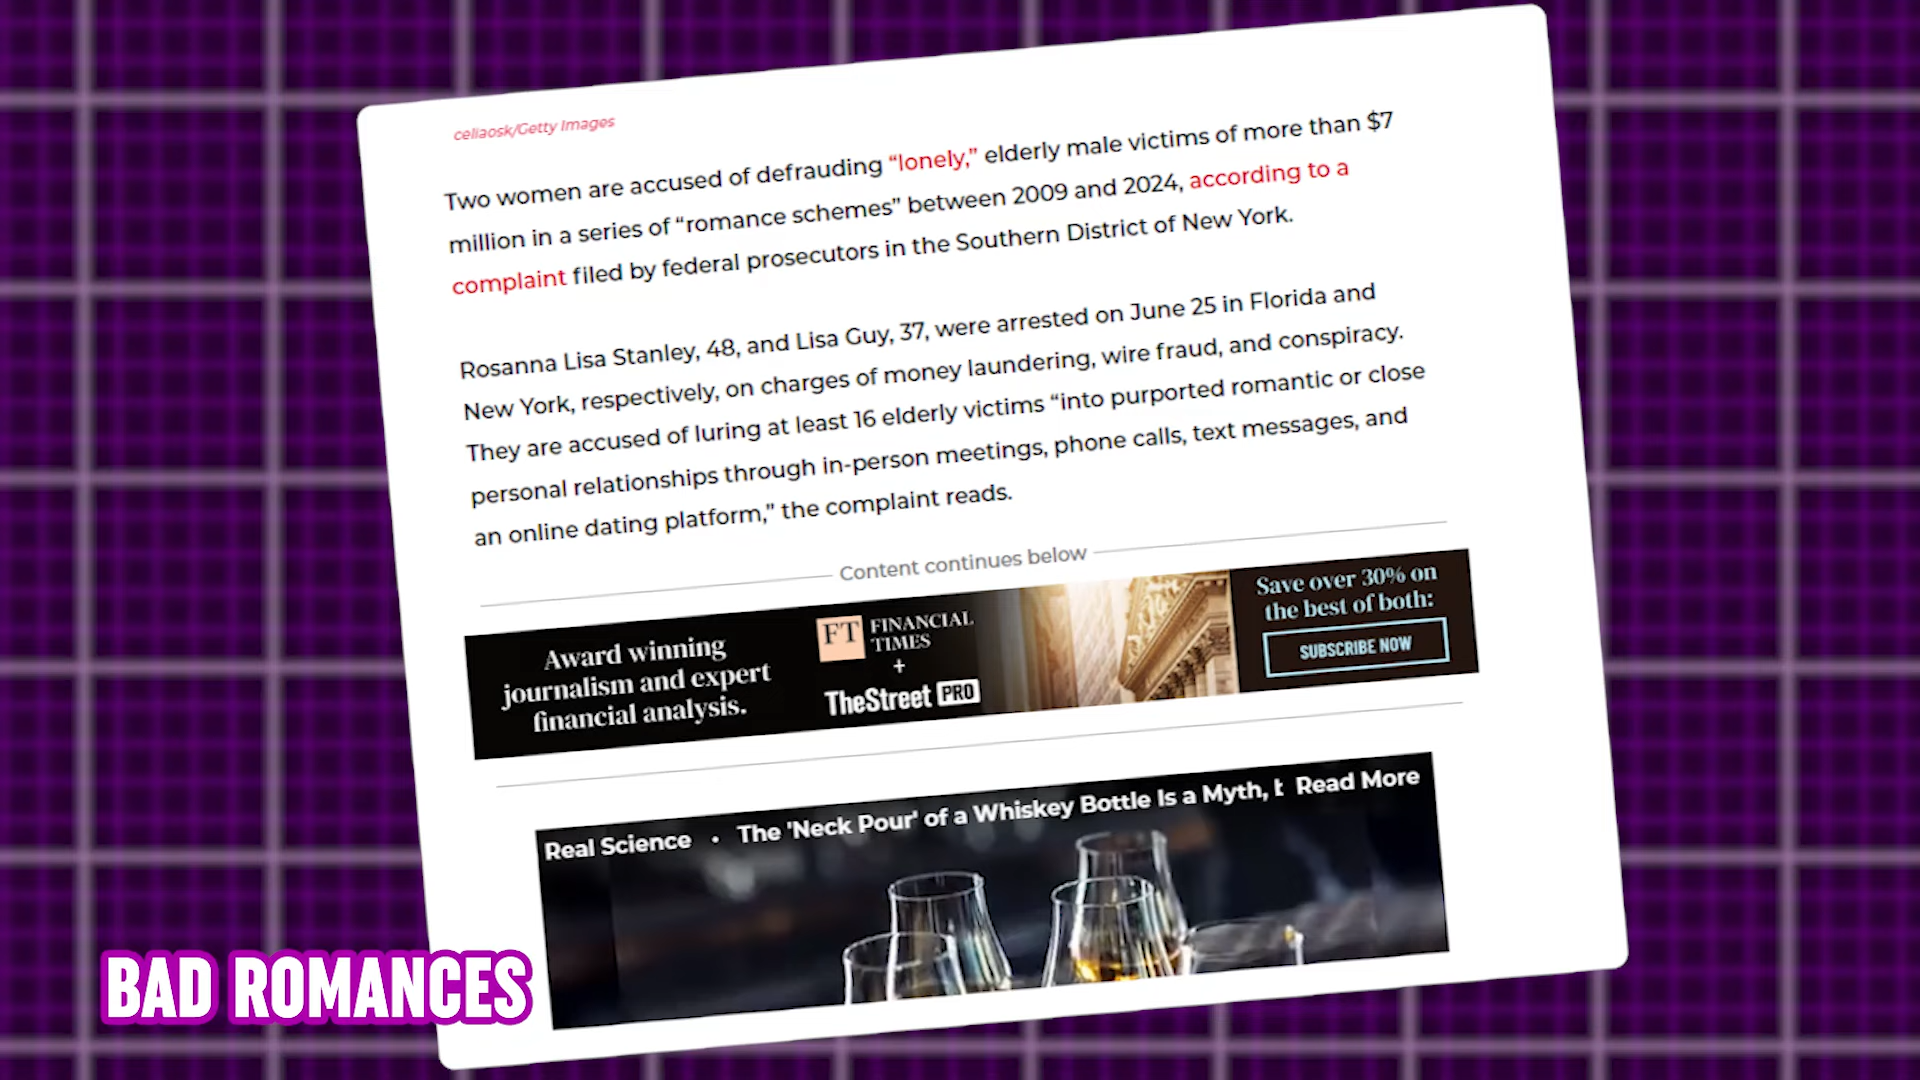 celiaosk/Getty Images
Two women are accused of defrauding “lonely,” elderly male victims of more than $7
million in a series of “romance schemes” between 2009 and 2024, according to a
complaint filed by federal prosecutors in the Southern District of New York.
Rosanna Lisa Stanley, 48, and Lisa Guy, 37, were arrested on June 25 in Florida and
New York, respectively, on charges of money laundering, wire fraud, and conspiracy.
They are accused of luring at least 16 elderly victims “into purported romantic or close
personal relationships through in-person meetings, phone calls, text messages, and
an online dating platform,” the complaint reads.
Content continues below
Award winning
journalism and expert
financial analysis.
FT FINANCIAL
TIMES
+
TheStreet PRO
Save over 30% on
the best of both:
SUBSCRIBE NOW
Real Science • The 'Neck Pour' of a Whiskey Bottle Is a Myth, Read More
BAD ROMANCES